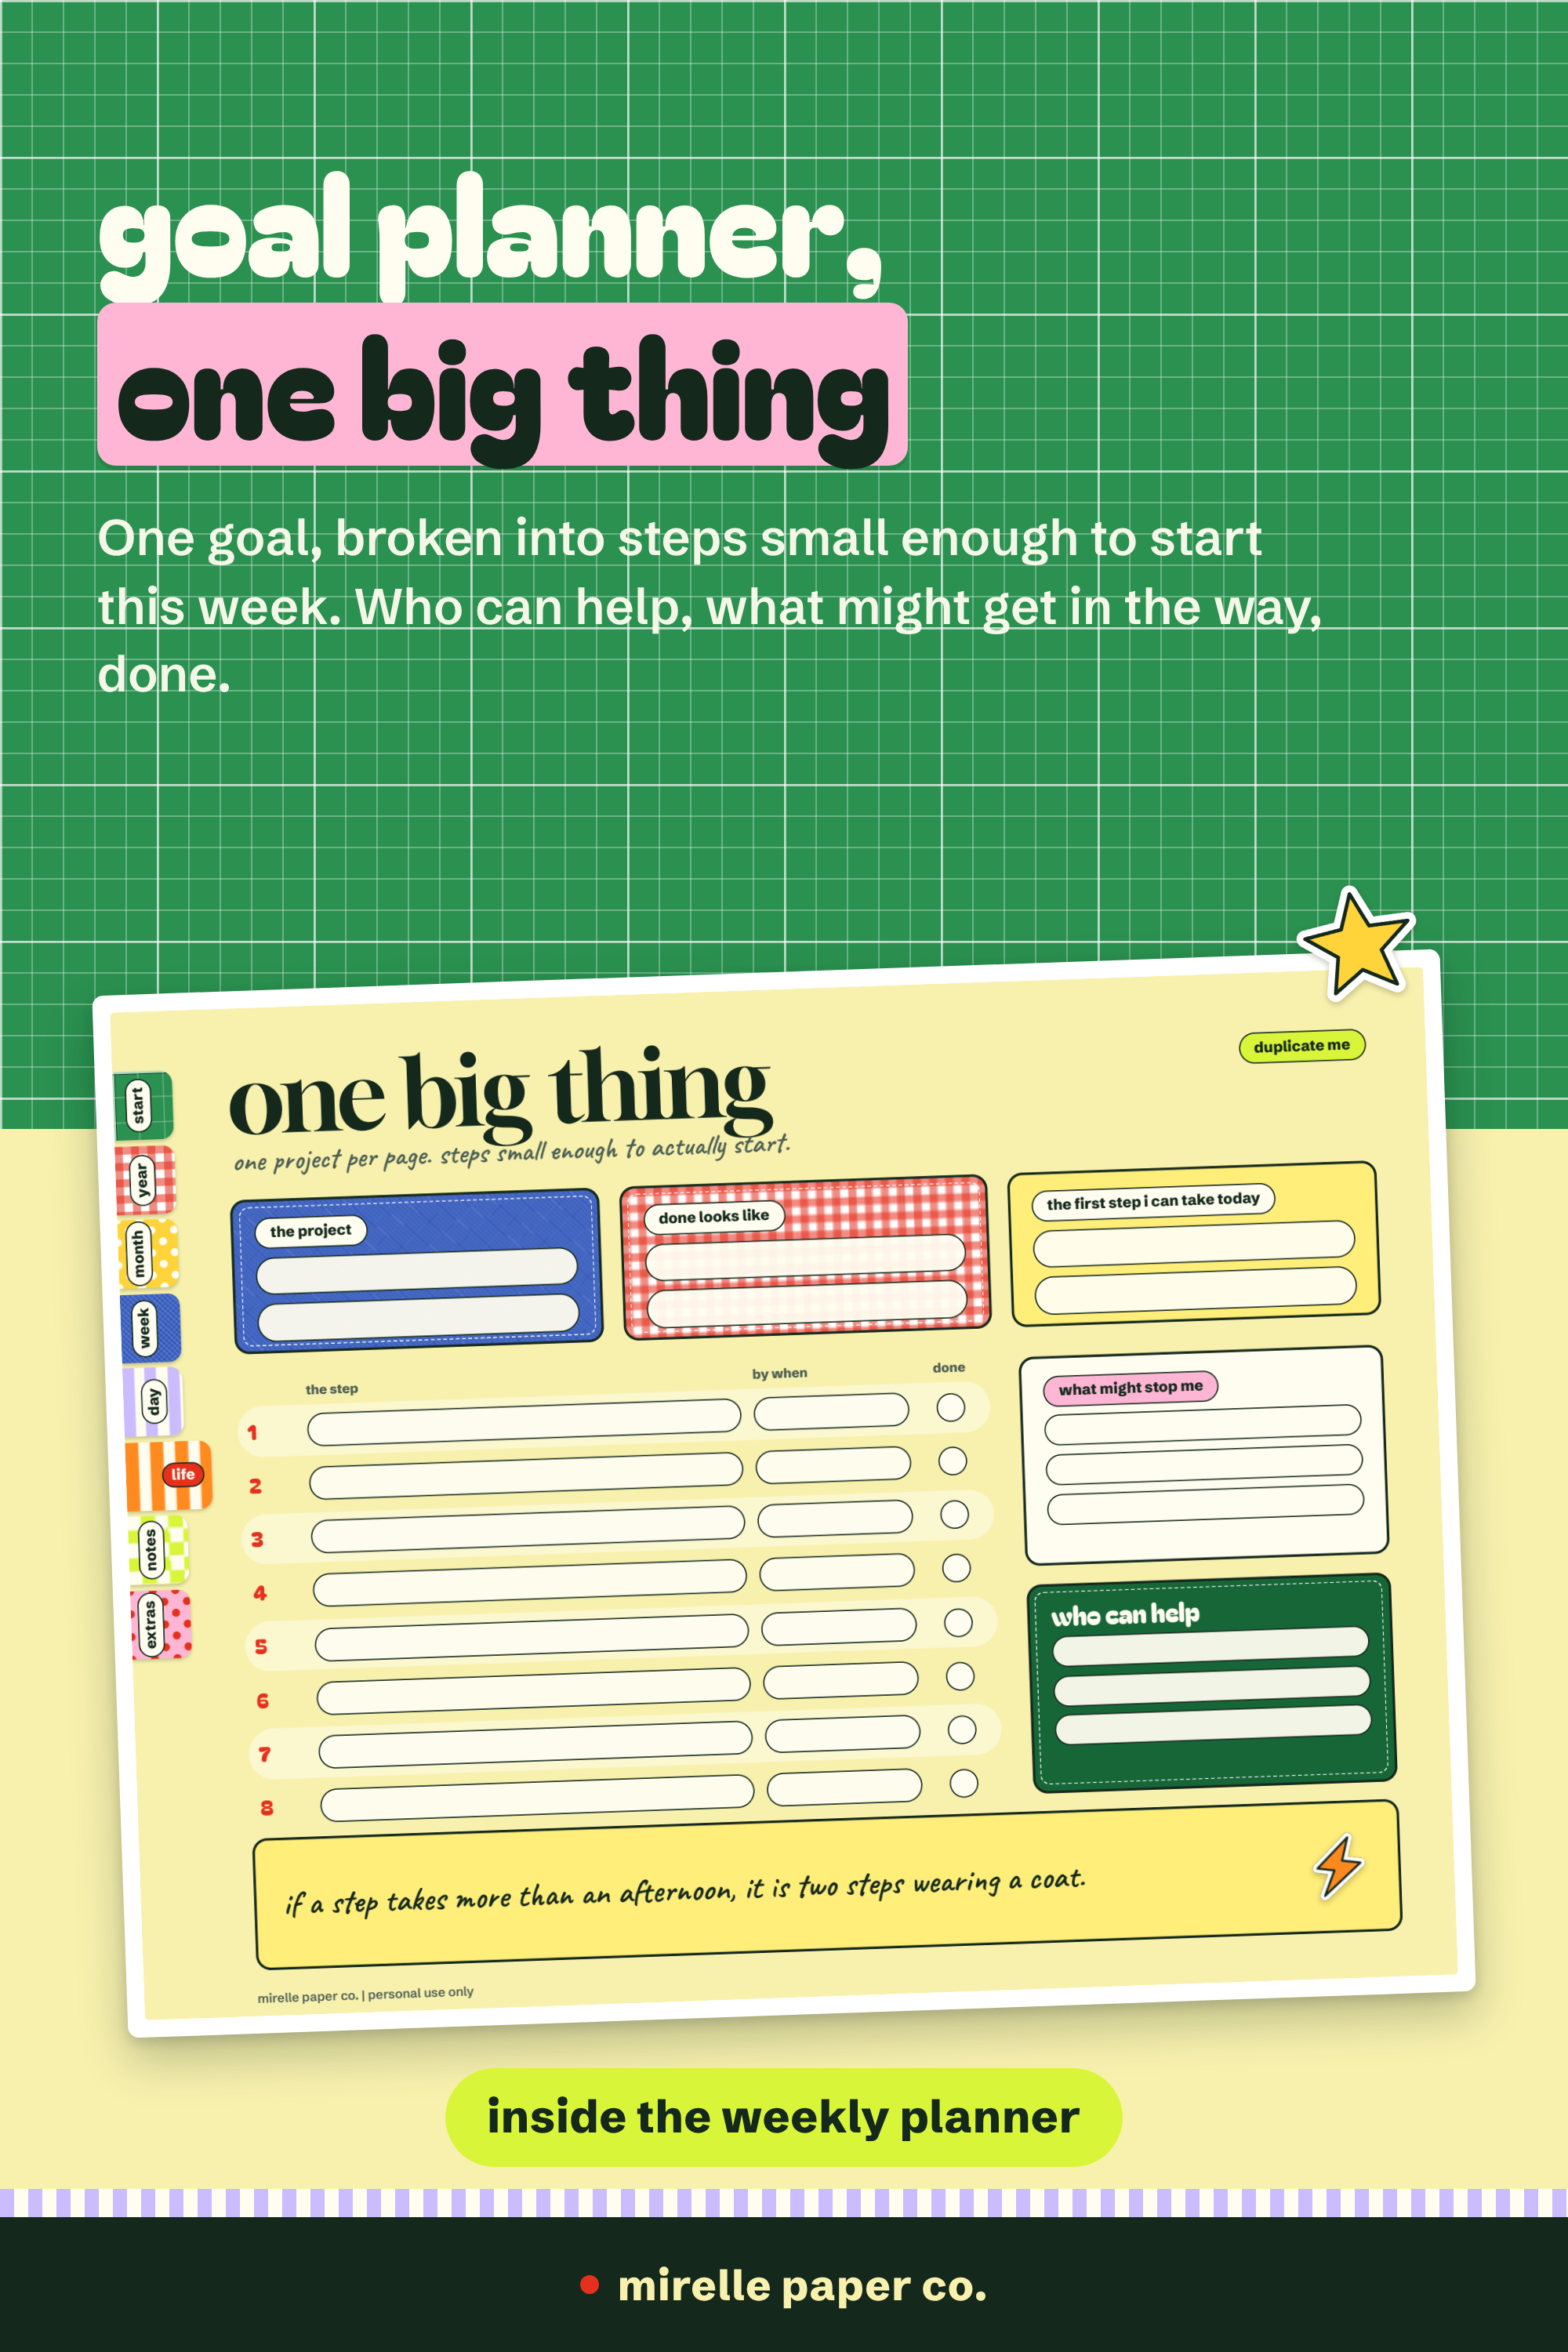 goal planner,
one big thing
One goal, broken into steps small enough to start
this week. Who can help, what might get in the way,
done.
duplicate me
one big thing
one project per page. steps small enough to actually start.
start
year
month
week
day
life
notes
extras
the project
done looks like
the first step i can take today
the step
by when
done
1
2
3
4
5
6
7
8
what might stop me
who can help
if a step takes more than an afternoon, it is two steps wearing a coat.
mirelle paper co. | personal use only
inside the weekly planner
mirelle paper co.